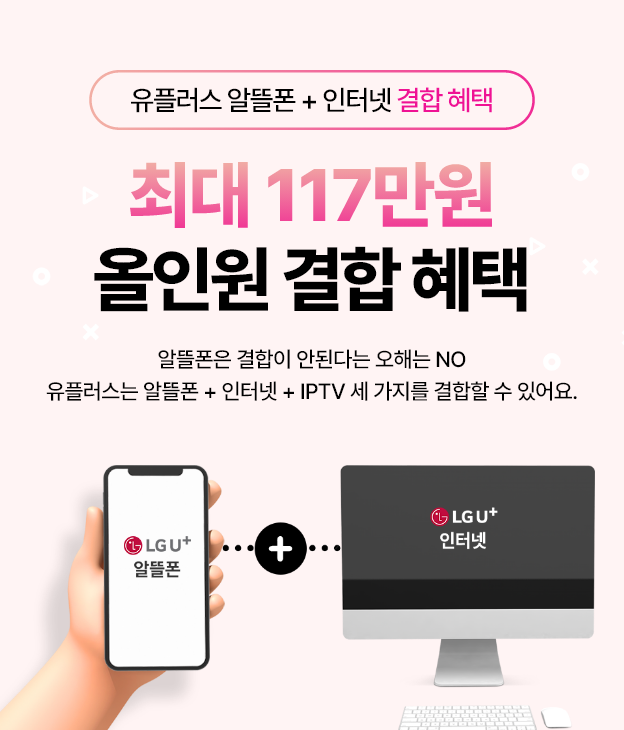 유플러스 알뜰폰 + 인터넷 결합 혜택
최대 117만원
올인원 결합 혜택
알뜰폰은 결합이 안된다는 오해는 NO
유플러스는 알뜰폰 + 인터넷 + IPTV 세 가지를 결합할 수 있어요.
LG U+
알뜰폰
LG U+
인터넷